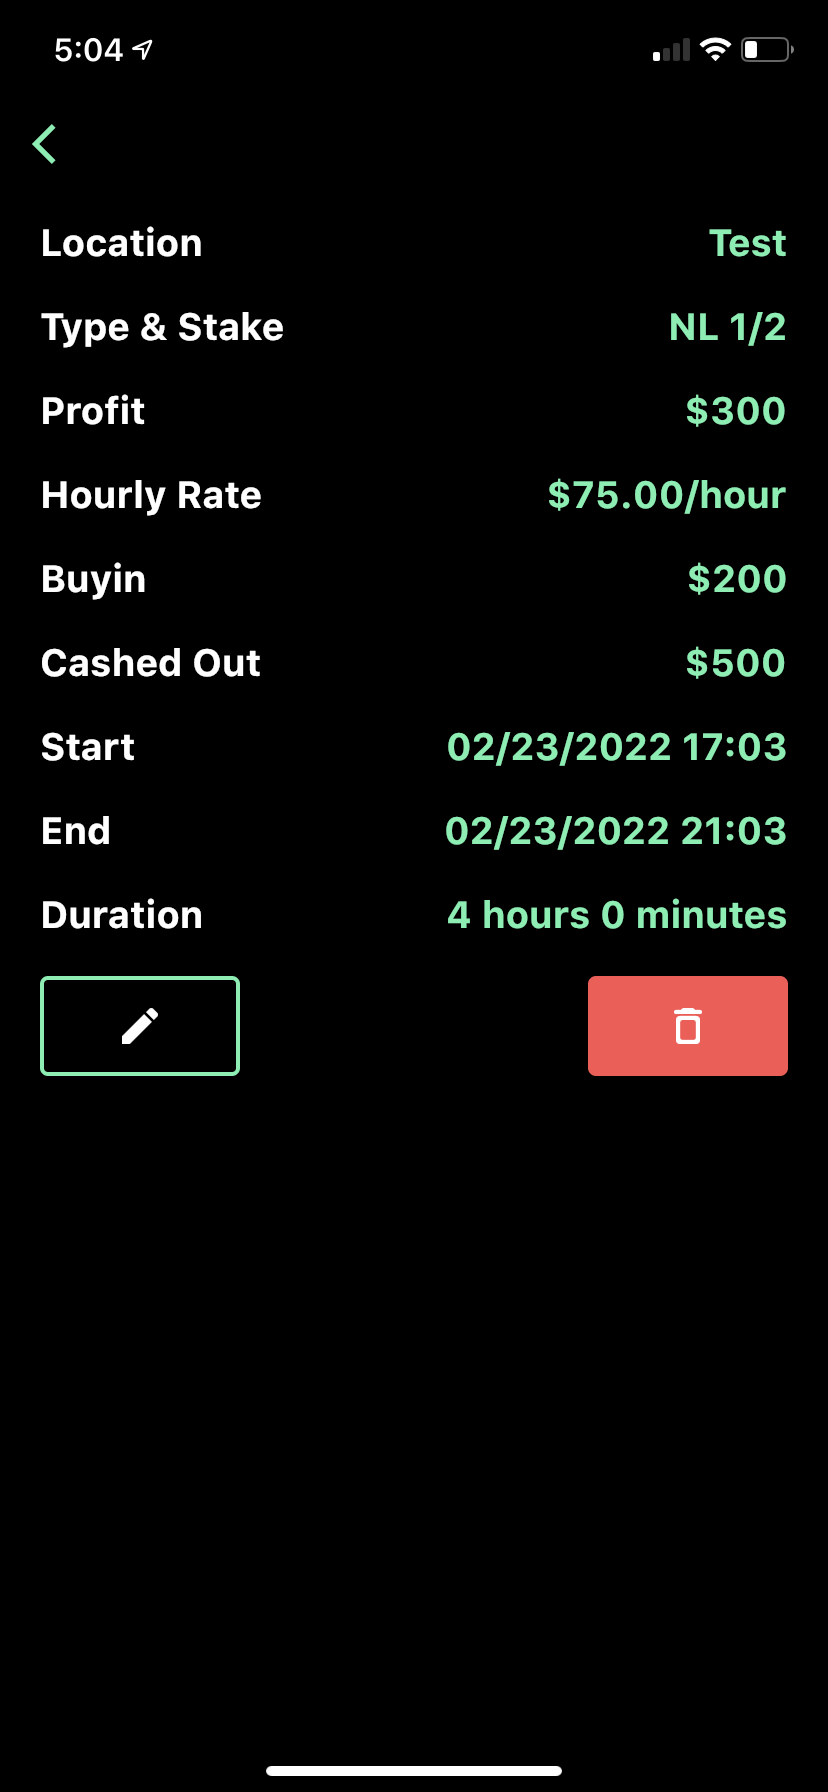 5:04
Location Test
Type & Stake NL 1/2
Profit $300
Hourly Rate $75.00/hour
Buyin $200
Cashed Out $500
Start 02/23/2022 17:03
End 02/23/2022 21:03
Duration 4 hours 0 minutes